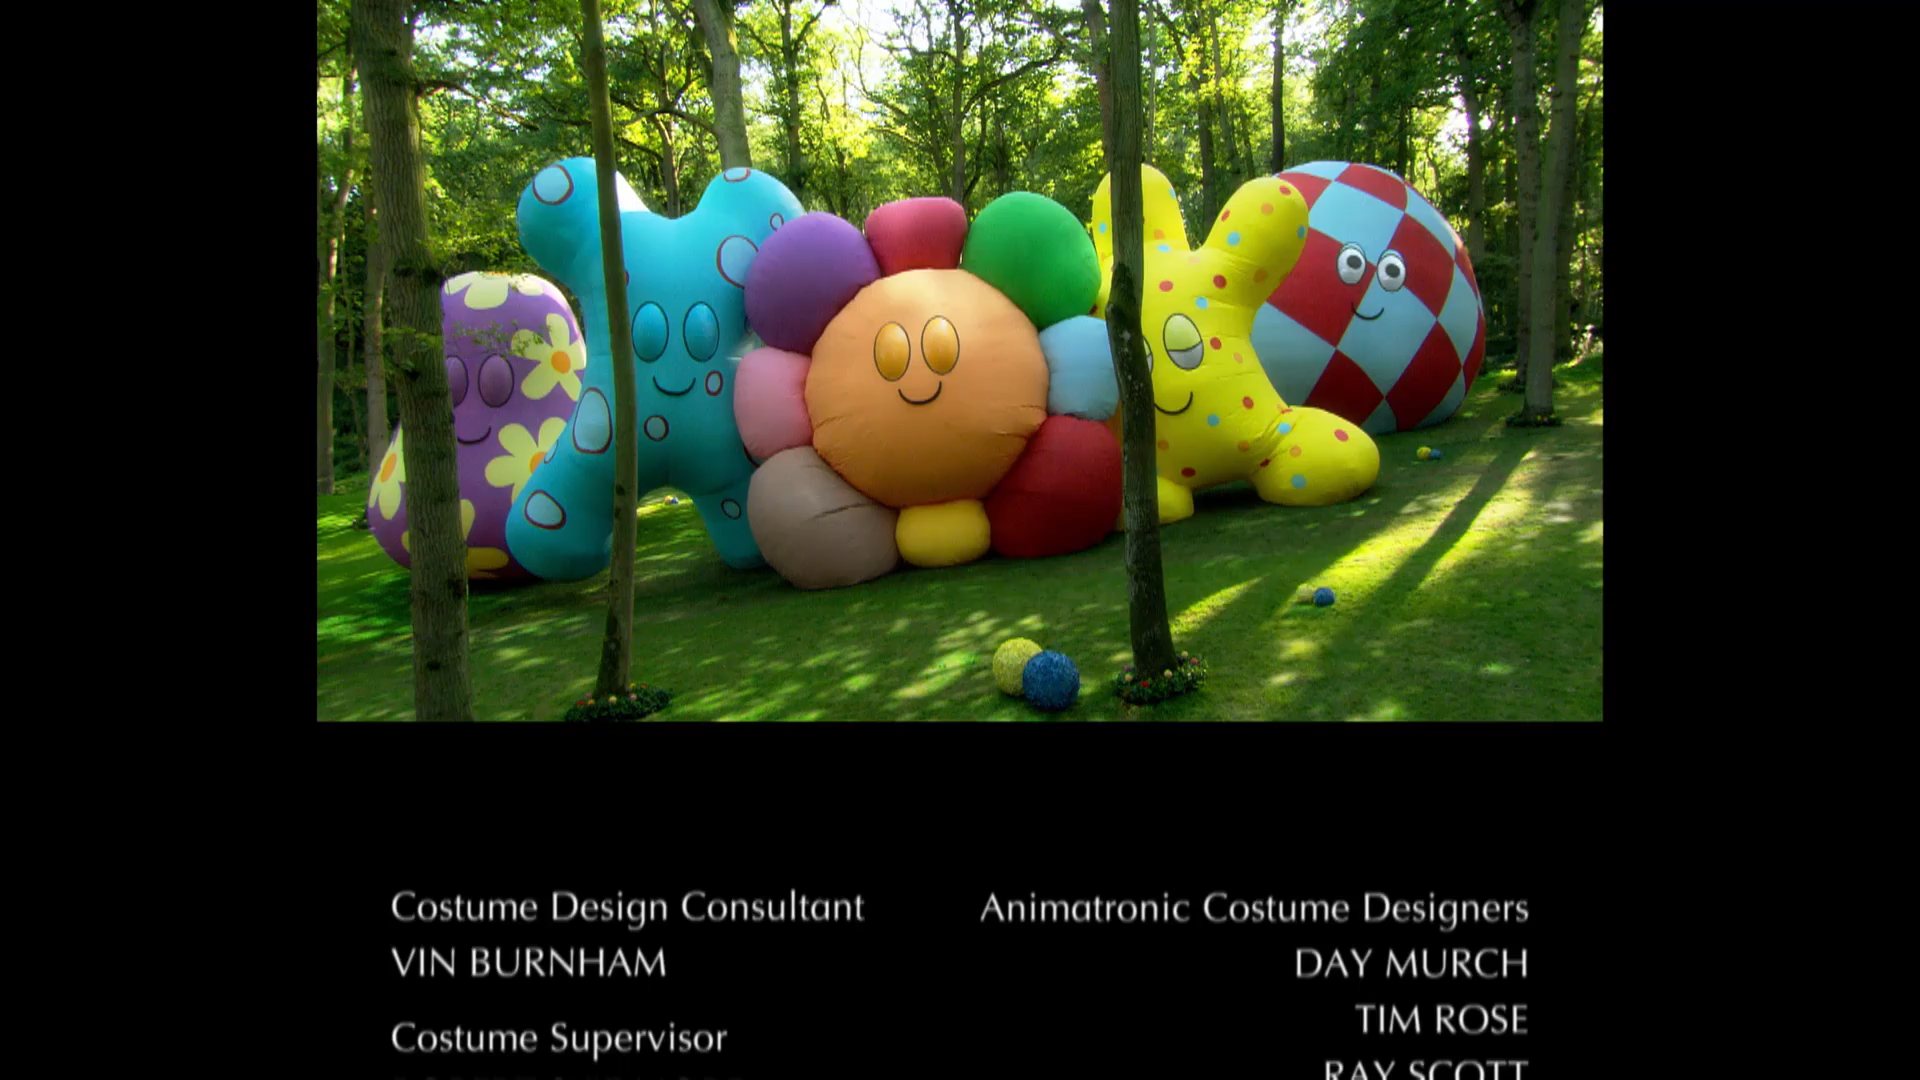 Costume Design Consultant
VIN BURNHAM
Costume Supervisor
Animatronic Costume Designers
DAY MURCH
TIM ROSE
RAY SCOTT